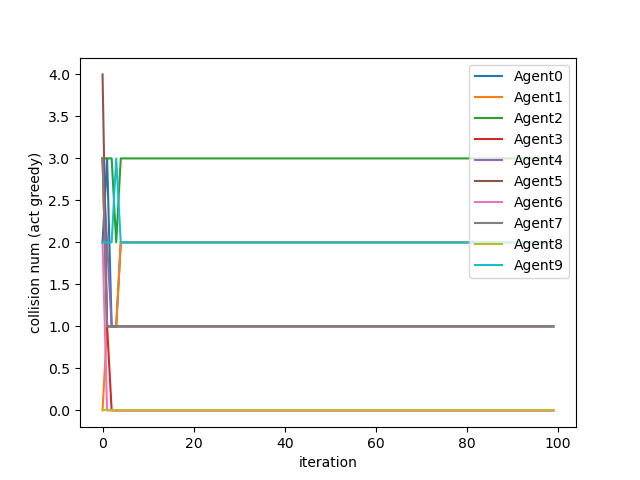 4.0
3.5
3.0
2.5
2.0
1.5
1.0
0.5
0.0
collision num (act greedy)
0
20
40
60
80
100
iteration
Agent0
Agent1
Agent2
Agent3
Agent4
Agent5
Agent6
Agent7
Agent8
Agent9